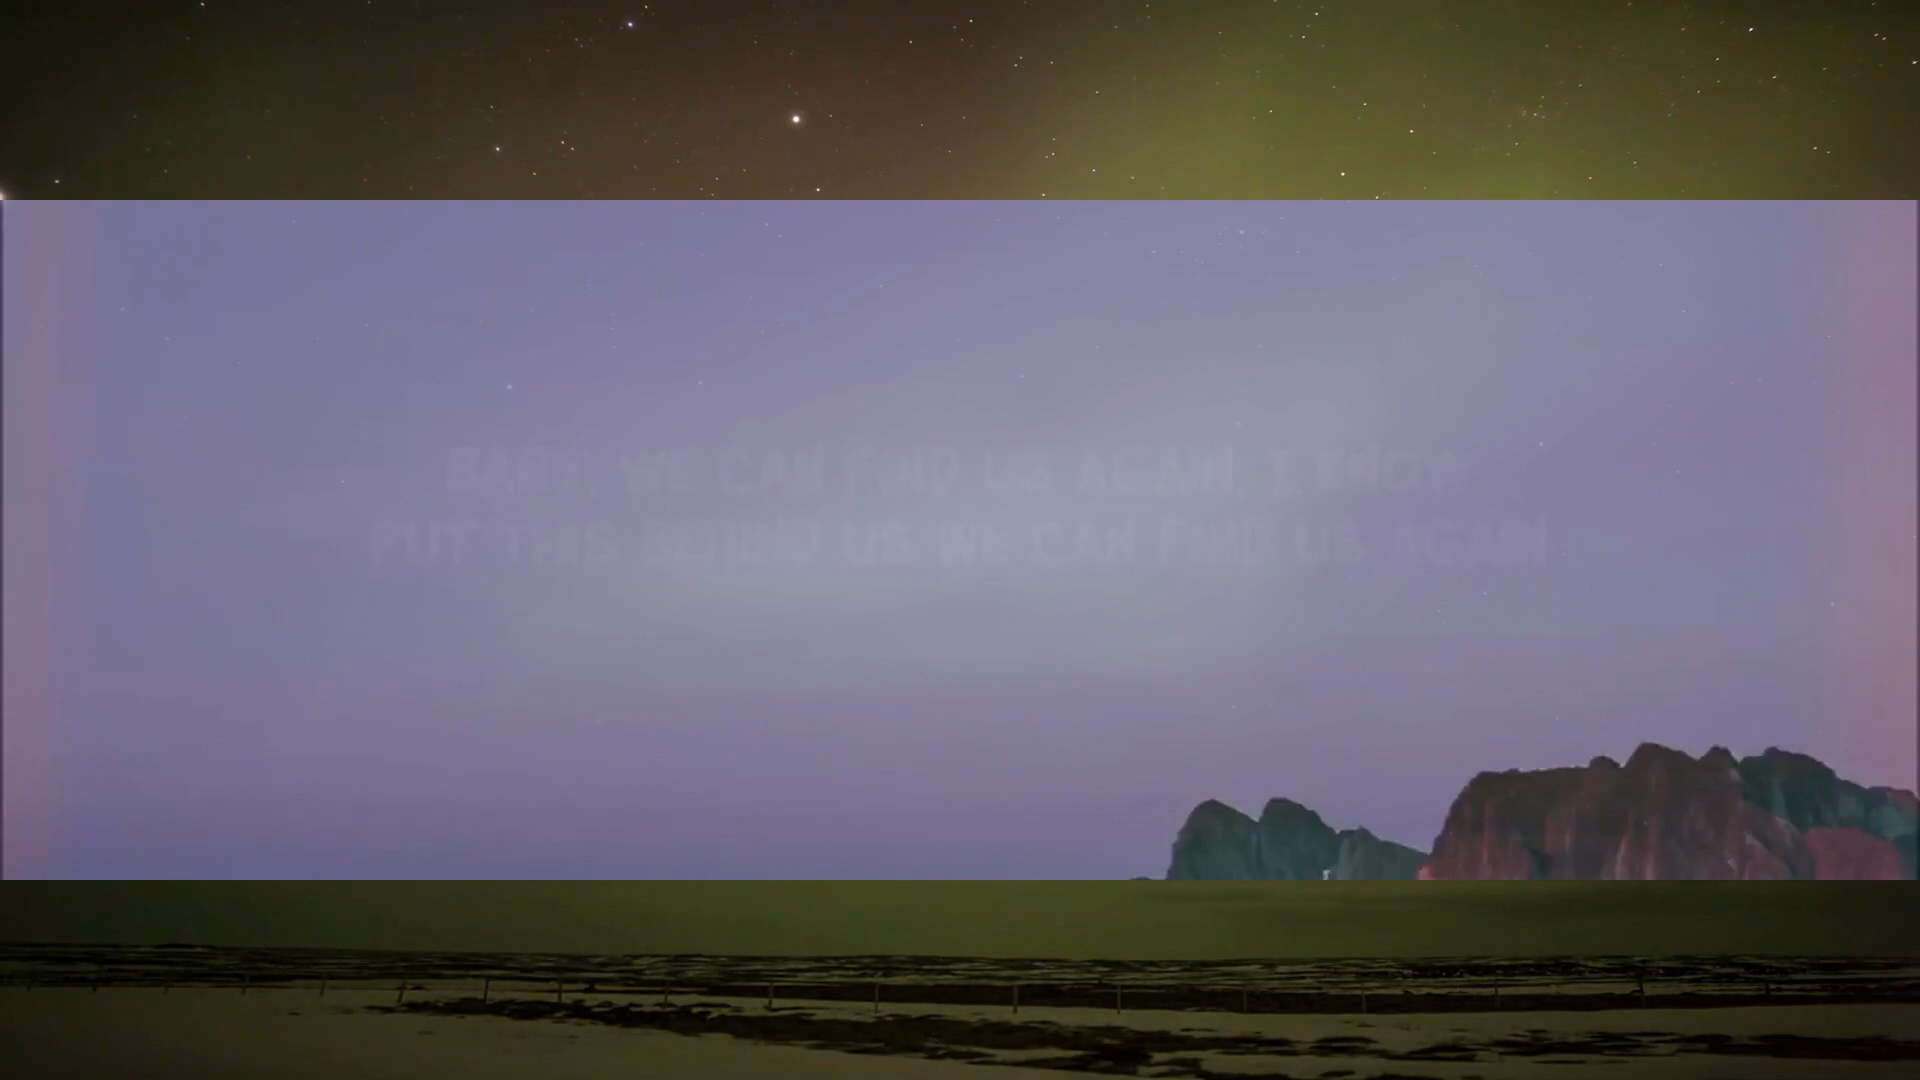 BABY, WE CAN FIND US AGAIN, I KNOW
PUT THIS BEHIND US WE CAN FIND US AGAIN